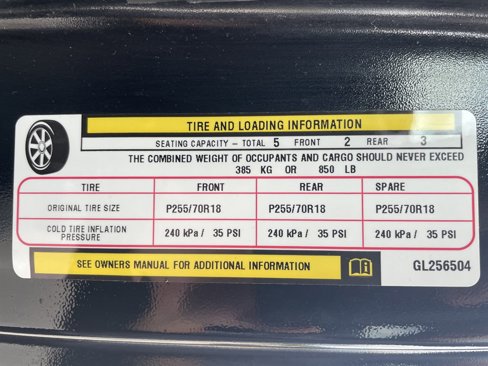 TIRE AND LOADING INFORMATION
SEATING CAPACITY - TOTAL 5 FRONT 2 REAR 3
THE COMBINED WEIGHT OF OCCUPANTS AND CARGO SHOULD NEVER EXCEED
385 KG OR 850 LB
TIRE FRONT REAR SPARE
ORIGINAL TIRE SIZE P255/70R18 P255/70R18 P255/70R18
COLD TIRE INFLATION PRESSURE 240 kPa / 35 PSI 240 kPa / 35 PSI 240 kPa / 35 PSI
SEE OWNERS MANUAL FOR ADDITIONAL INFORMATION GL256504